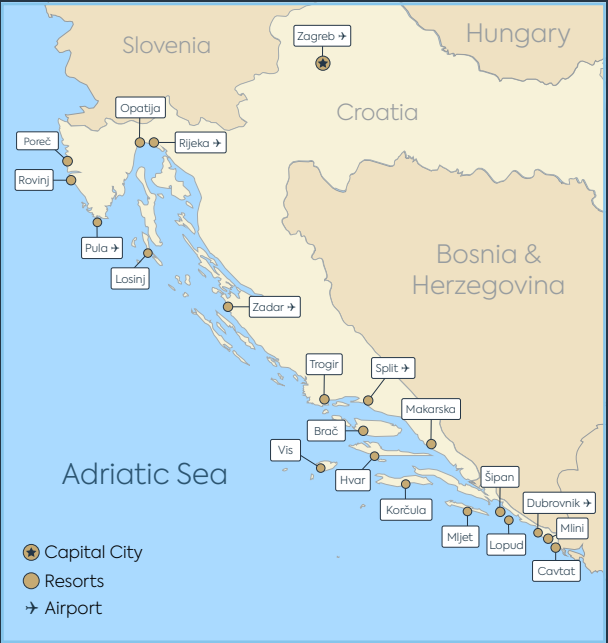 Slovenia
Hungary
Zagreb ✈
Croatia
Opatija
Poreč
Rijeka ✈
Rovinj
Pula ✈
Losinj
Bosnia &
Herzegovina
Zadar ✈
Trogir
Split ✈
Makarska
Brač
Vis
Hvar
Adriatic Sea
Šipan
Korčula
Dubrovnik ✈
Mlini
Mljet
Lopud
Cavtat
Capital City
Resorts
✈ Airport